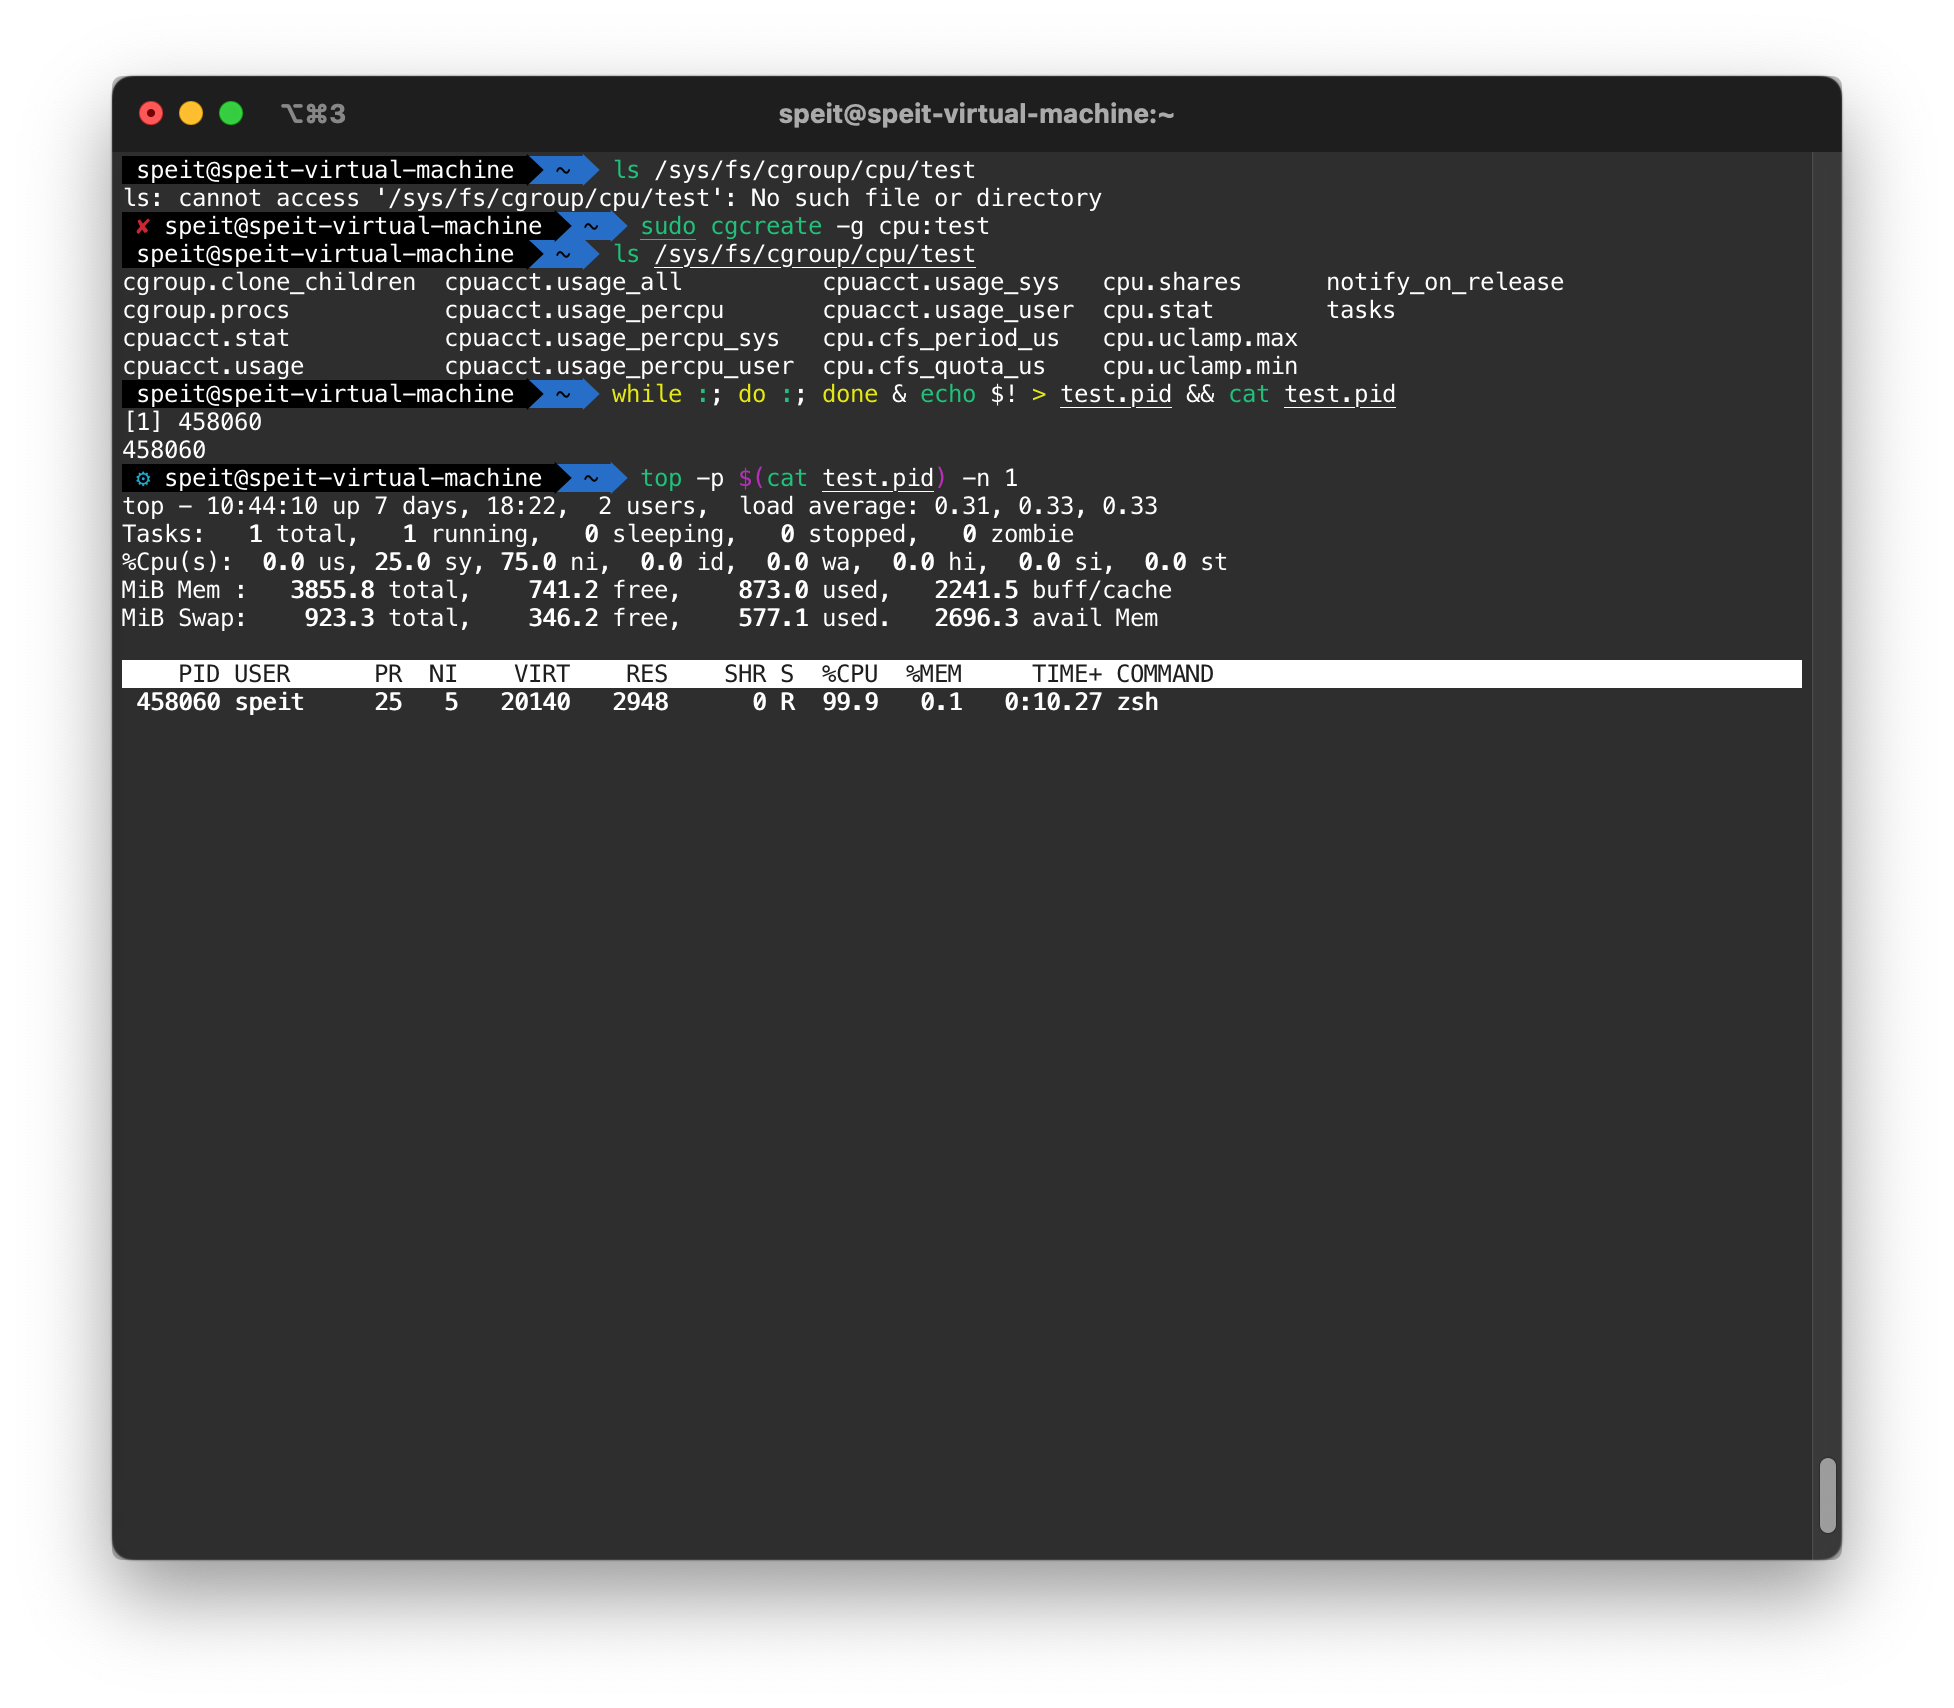 ⌥⌘3 speit@speit-virtual-machine:~
speit@speit-virtual-machine ~ ls /sys/fs/cgroup/cpu/test
ls: cannot access '/sys/fs/cgroup/cpu/test': No such file or directory
✘ speit@speit-virtual-machine ~ sudo cgcreate -g cpu:test
speit@speit-virtual-machine ~ ls /sys/fs/cgroup/cpu/test
cgroup.clone_children  cpuacct.usage_all          cpuacct.usage_sys   cpu.shares      notify_on_release
cgroup.procs           cpuacct.usage_percpu       cpuacct.usage_user  cpu.stat        tasks
cpuacct.stat           cpuacct.usage_percpu_sys   cpu.cfs_period_us   cpu.uclamp.max
cpuacct.usage          cpuacct.usage_percpu_user  cpu.cfs_quota_us    cpu.uclamp.min
speit@speit-virtual-machine ~ while :; do :; done & echo $! > test.pid && cat test.pid
[1] 458060
458060
⚙ speit@speit-virtual-machine ~ top -p $(cat test.pid) -n 1
top - 10:44:10 up 7 days, 18:22,  2 users,  load average: 0.31, 0.33, 0.33
Tasks:   1 total,   1 running,   0 sleeping,   0 stopped,   0 zombie
%Cpu(s):  0.0 us, 25.0 sy, 75.0 ni,  0.0 id,  0.0 wa,  0.0 hi,  0.0 si,  0.0 st
MiB Mem :   3855.8 total,    741.2 free,    873.0 used,   2241.5 buff/cache
MiB Swap:    923.3 total,    346.2 free,    577.1 used.   2696.3 avail Mem
PID USER      PR  NI    VIRT    RES    SHR S  %CPU  %MEM     TIME+ COMMAND
458060 speit     25   5   20140   2948      0 R  99.9   0.1   0:10.27 zsh